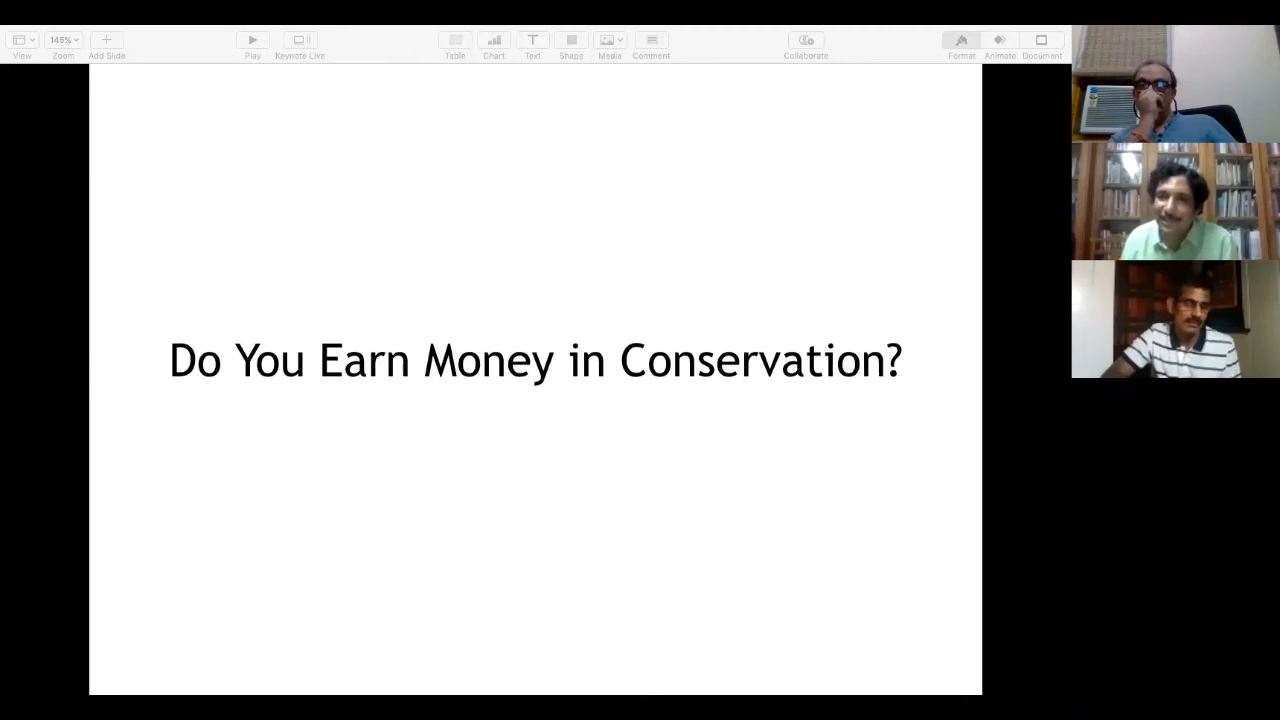 145%
View
Zoom
Add Slide
Play
Keynote Live
Table
Chart
Text
Shape
Media
Comment
Collaborate
Format
Animate
Document
Do You Earn Money in Conservation?